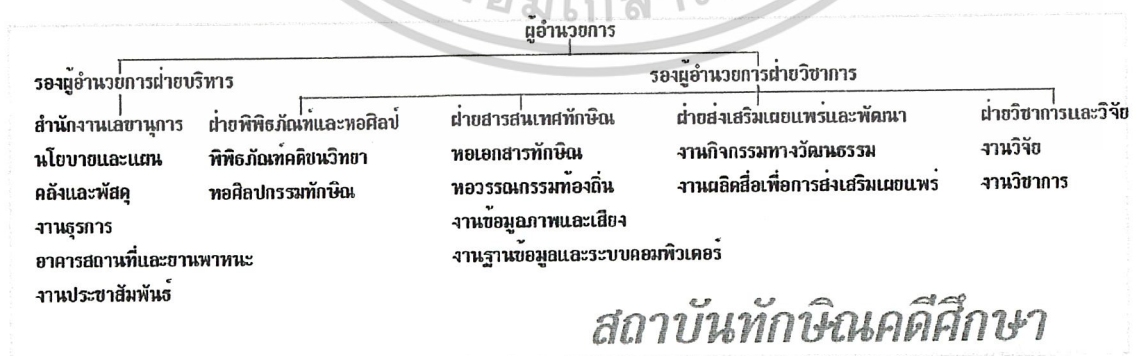 ผู้อำนวยการ
รองผู้อำนวยการฝ่ายบริหาร รองผู้อำนวยการฝ่ายวิชาการ
สำนักงานเลขานุการ ฝ่ายพิพิธภัณฑ์และหอศิลป์ ฝ่ายสารสนเทศทักษิณ ฝ่ายส่งเสริมเผยแพร่และพัฒนา ฝ่ายวิชาการและวิจัย
นโยบายและแผน พิพิธภัณฑ์คติชนวิทยา หอเอกสารทักษิณ งานกิจกรรมทางวัฒนธรรม งานวิจัย
คลังและพัสดุ หอศิลปกรรมทักษิณ หอวรรณกรรมท้องถิ่น งานผลิตสื่อเพื่อการส่งเสริมเผยแพร่ งานวิชาการ
งานธุรการ งานข้อมูลภาพและเสียง
อาคารสถานที่และยานพาหนะ งานฐานข้อมูลและระบบคอมพิวเตอร์
งานประชาสัมพันธ์
สถาบันทักษิณคดีศึกษา